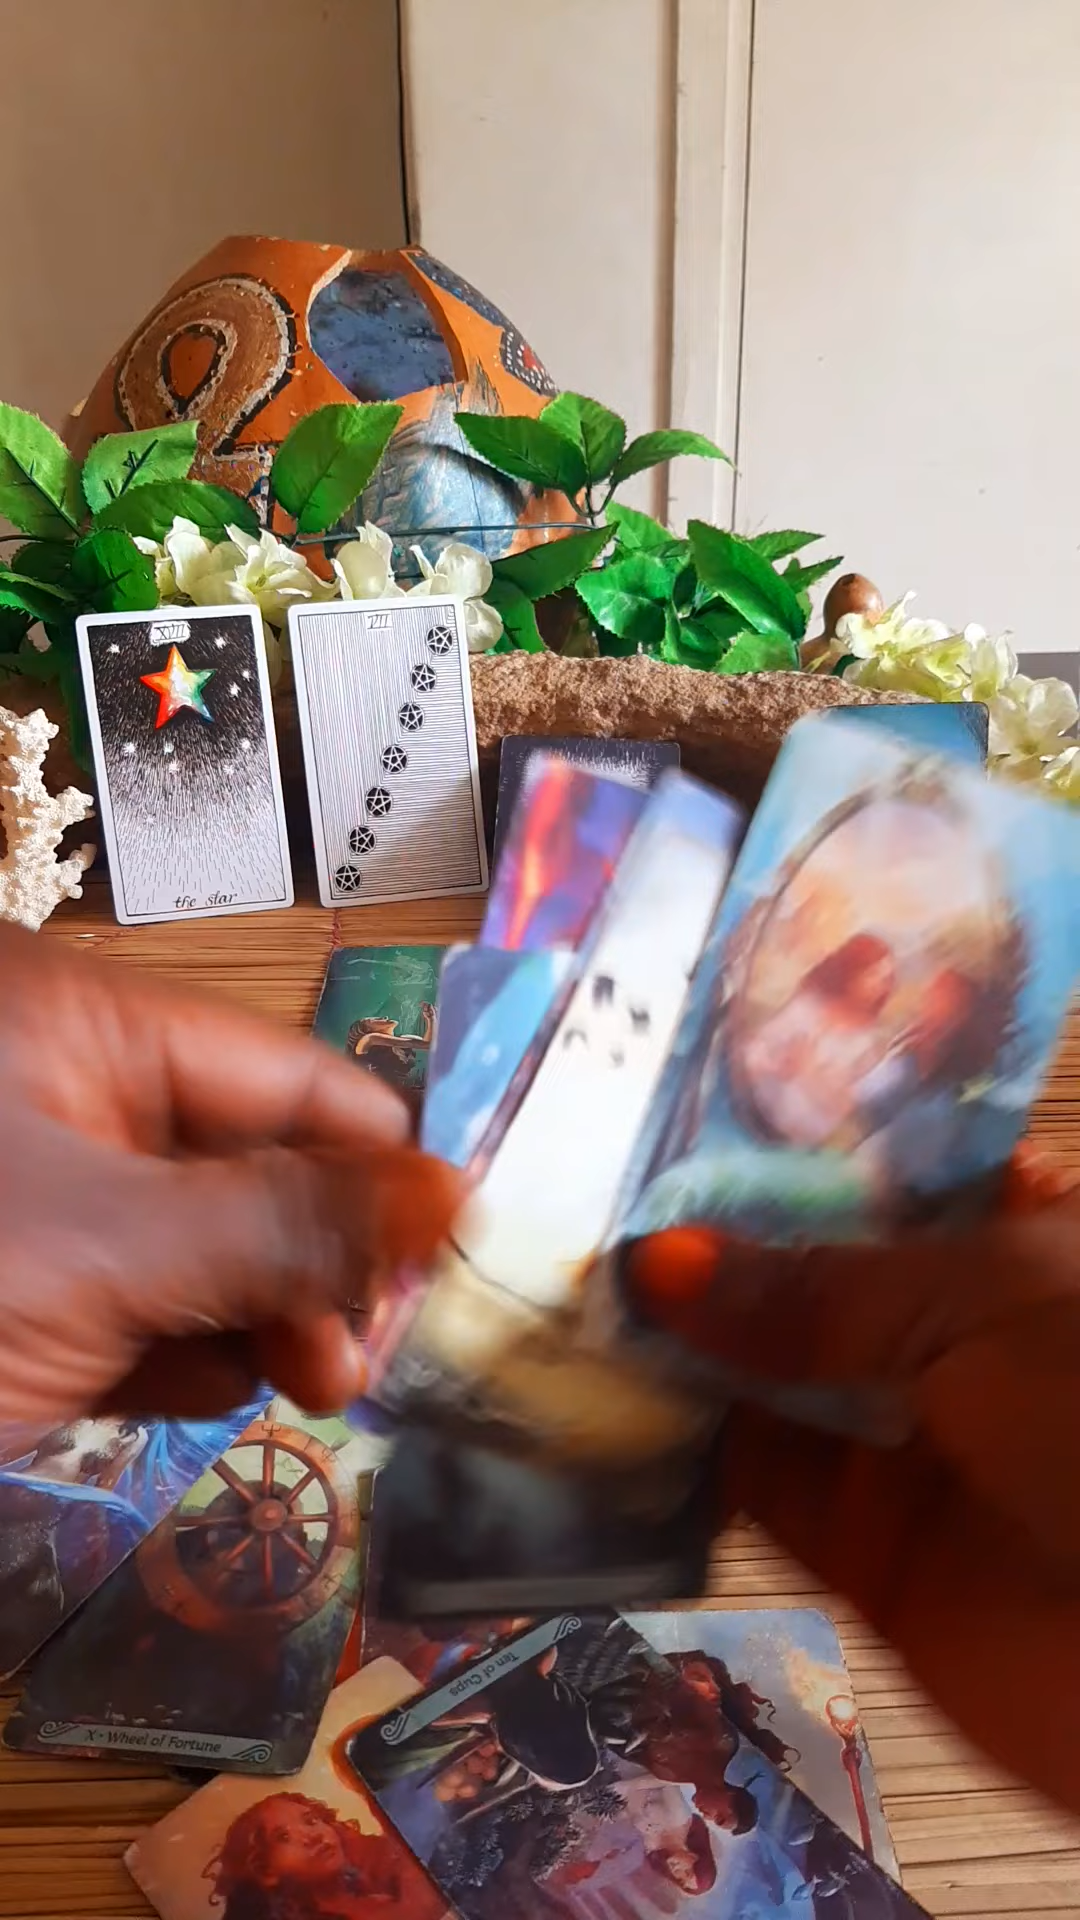 XVII
the star
VII
X - Wheel of Fortune
Ten of Cups